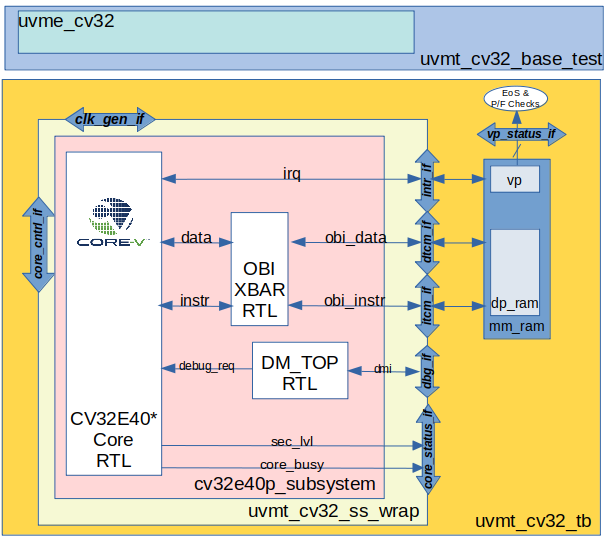 uvme_cv32
uvmt_cv32_base_test
EoS &
P/F Checks
clk_gen_if
vp_status_if
irq
intr_if
vp
core_cntrl_if
CORE-V
data
obi_data
dtcm_if
OBI
XBAR
RTL
instr
obi_instr
itcm_if
dp_ram
mm_ram
debug_req
DM_TOP
RTL
dmi
dbg_if
CV32E40*
Core
RTL
sec_lvl
core_busy
core_status_if
cv32e40p_subsystem
uvmt_cv32_ss_wrap
uvmt_cv32_tb